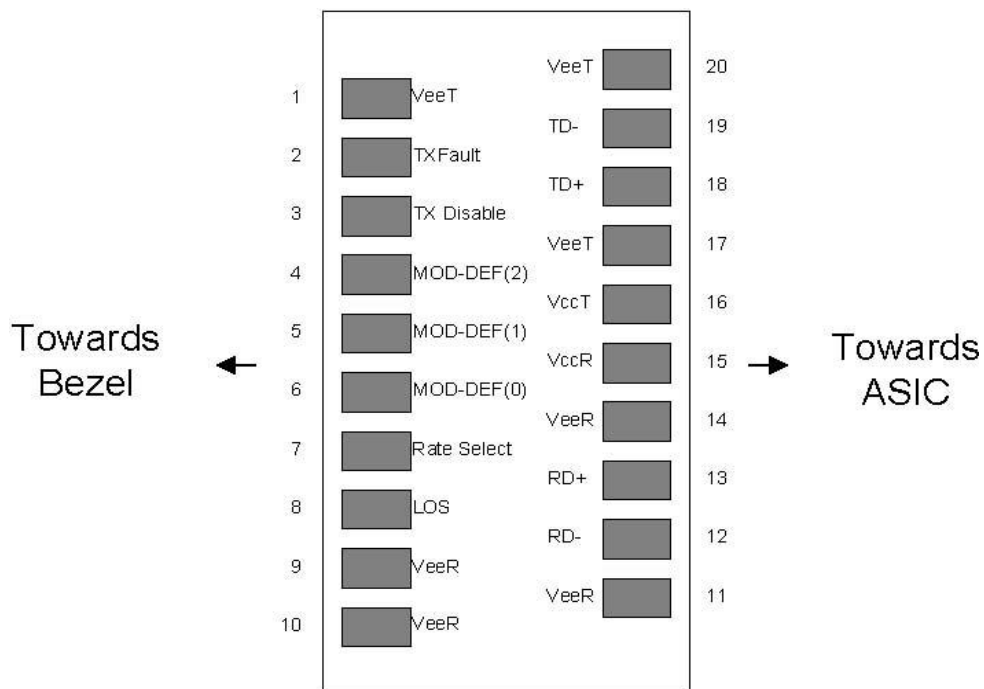 VeeT 20
1 VeeT
TD- 19
2 TXFault
TD+ 18
3 TX Disable
VeeT 17
4 MOD-DEF(2)
VccT 16
5 MOD-DEF(1)
Towards
Bezel
VccR 15
Towards
ASIC
6 MOD-DEF(0)
VeeR 14
7 Rate Select
RD+ 13
8 LOS
RD- 12
9 VeeR
VeeR 11
10 VeeR